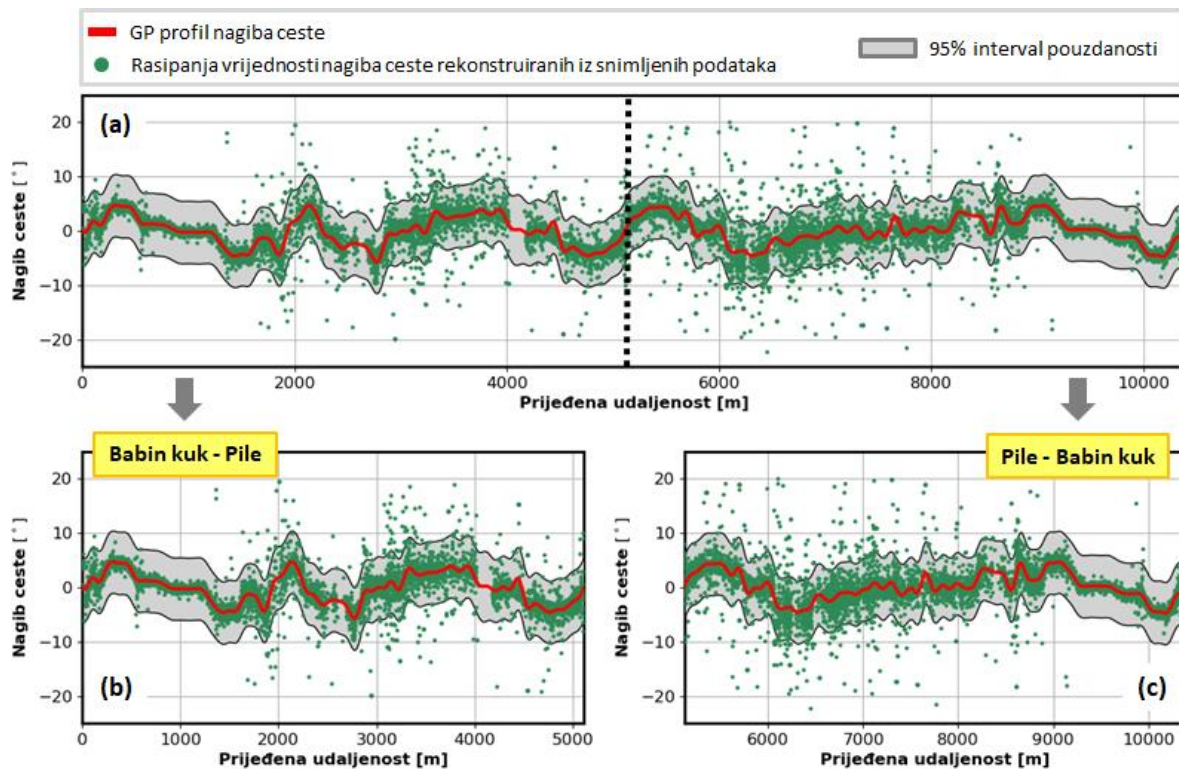 GP profil nagiba ceste
Rasipanja vrijednosti nagiba ceste rekonstruiranih iz snimljenih podataka
95% interval pouzdanosti
(a)
Nagib ceste [°]
20
10
0
−10
−20
0 2000 4000 6000 8000 10000
Prijeđena udaljenost [m]
Babin kuk - Pile
Pile - Babin kuk
Nagib ceste [°]
20
10
0
−10
−20
(b)
0 1000 2000 3000 4000 5000
Prijeđena udaljenost [m]
Nagib ceste [°]
20
10
0
−10
−20
(c)
6000 7000 8000 9000 10000
Prijeđena udaljenost [m]